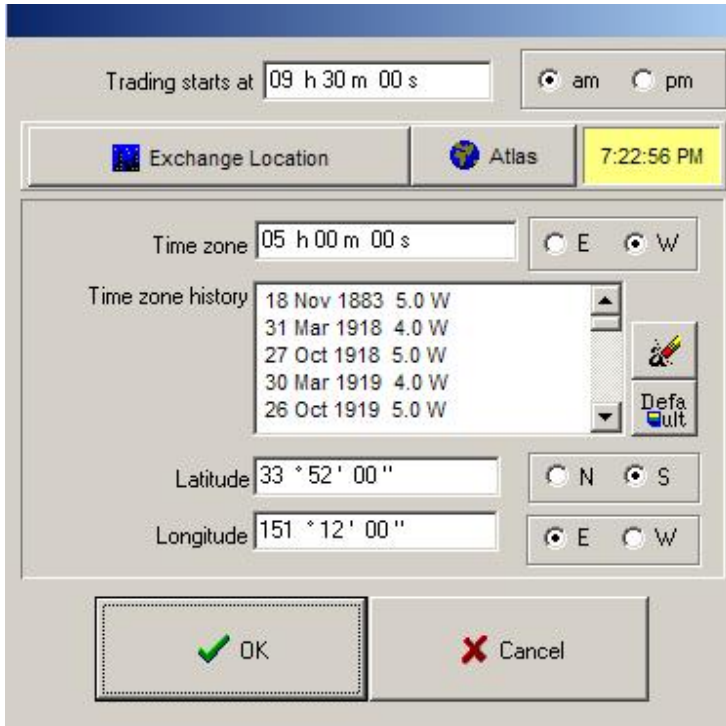 Trading starts at 09 h 30 m 00 s am pm
Exchange Location Atlas 7:22:56 PM
Time zone 05 h 00 m 00 s E W
Time zone history
18 Nov 1883 5.0 W
31 Mar 1918 4.0 W
27 Oct 1918 5.0 W
30 Mar 1919 4.0 W
26 Oct 1919 5.0 W
a
Defa
ult
Latitude 33 ° 52 ' 00 " N S
Longitude 151 ° 12 ' 00 " E W
OK Cancel